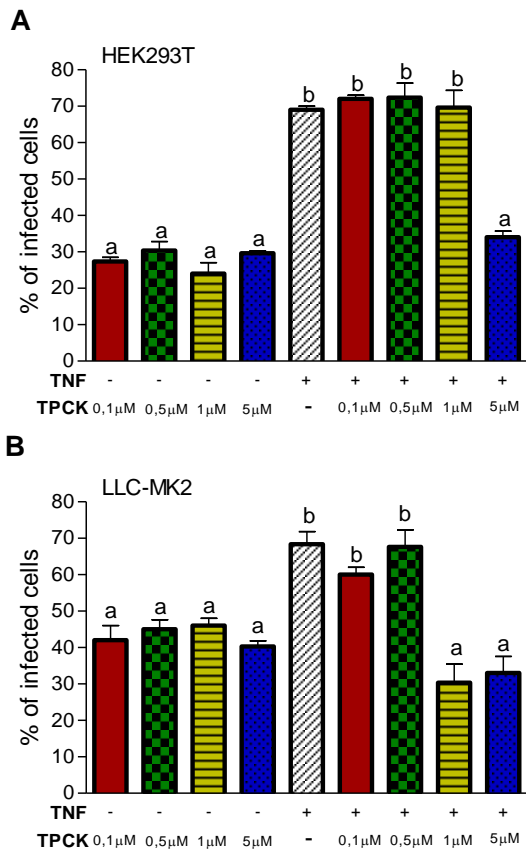 A
HEK293T
% of infected cells
80
70
60
50
40
30
20
10
0
a a a a b b b b a
TNF - - - - + + + + +
TPCK 0,1µM 0,5µM 1µM 5µM - 0,1µM 0,5µM 1µM 5µM
B
LLC-MK2
% of infected cells
80
70
60
50
40
30
20
10
0
a a a a b b b a a
TNF - - - - + + + + +
TPCK 0,1µM 0,5µM 1µM 5µM - 0,1µM 0,5µM 1µM 5µM